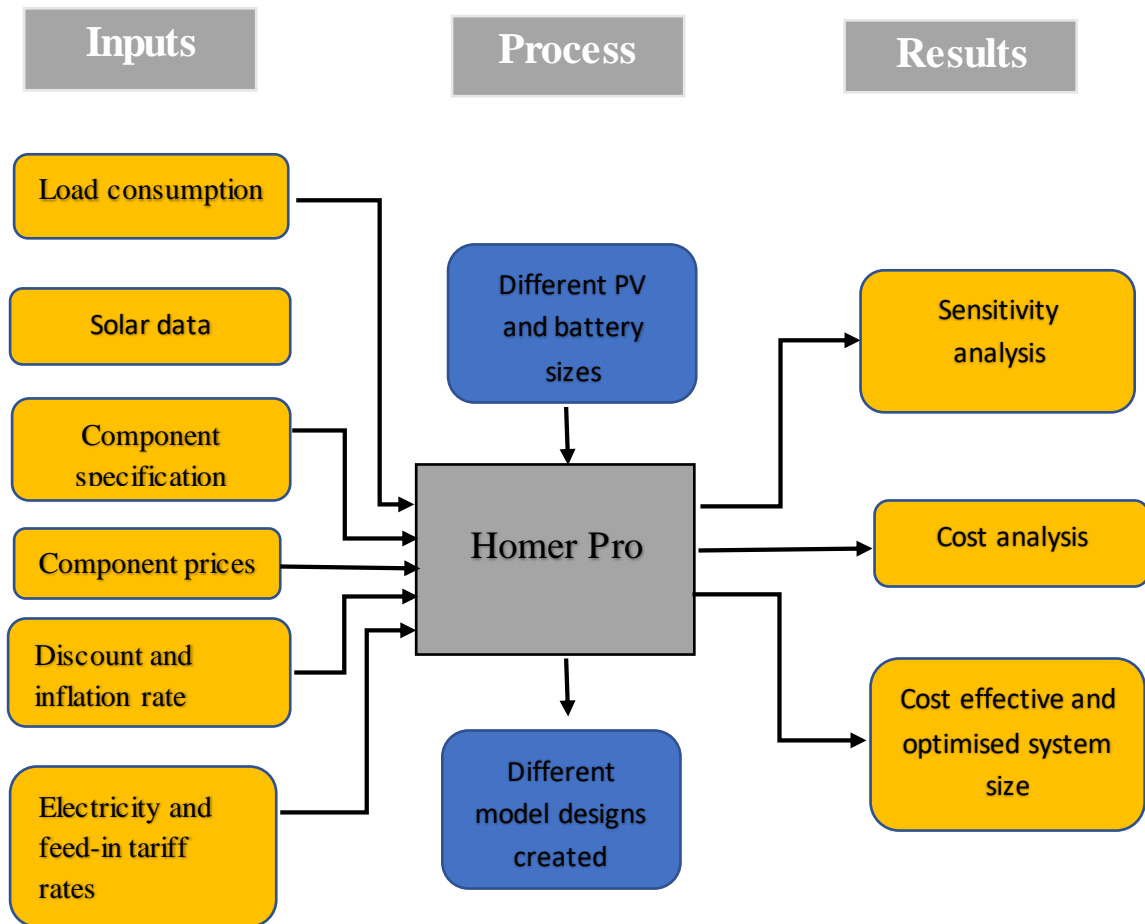 Inputs
Process
Results
Load consumption
Solar data
Component
specification
Component prices
Discount and
inflation rate
Electricity and
feed-in tariff
rates
Different PV
and battery
sizes
Homer Pro
Different
model designs
created
Sensitivity
analysis
Cost analysis
Cost effective and
optimised system
size